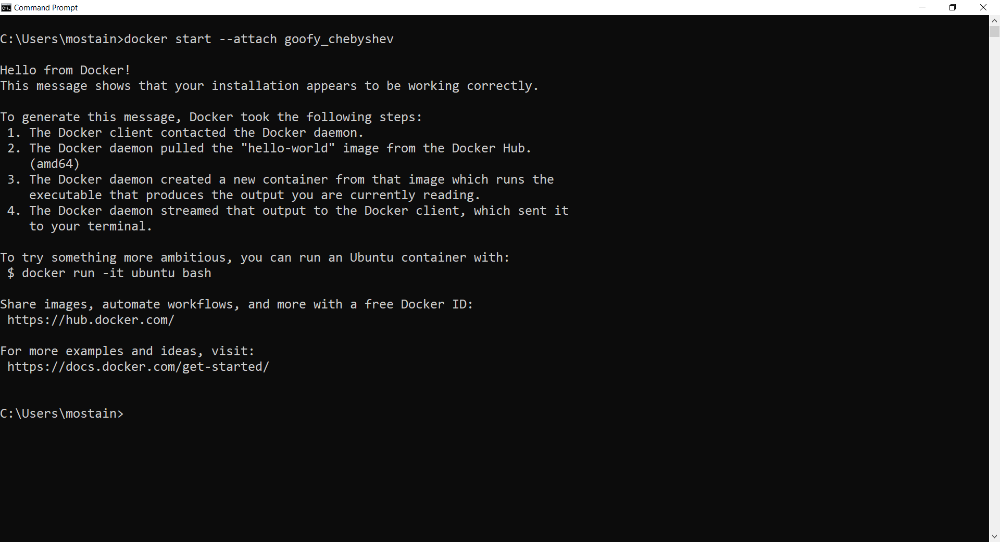 Command Prompt
C:\Users\mostain>docker start --attach goofy_chebyshev
Hello from Docker!
This message shows that your installation appears to be working correctly.
To generate this message, Docker took the following steps:
 1. The Docker client contacted the Docker daemon.
 2. The Docker daemon pulled the "hello-world" image from the Docker Hub.
    (amd64)
 3. The Docker daemon created a new container from that image which runs the
    executable that produces the output you are currently reading.
 4. The Docker daemon streamed that output to the Docker client, which sent it
    to your terminal.
To try something more ambitious, you can run an Ubuntu container with:
 $ docker run -it ubuntu bash
Share images, automate workflows, and more with a free Docker ID:
 https://hub.docker.com/
For more examples and ideas, visit:
 https://docs.docker.com/get-started/
C:\Users\mostain>